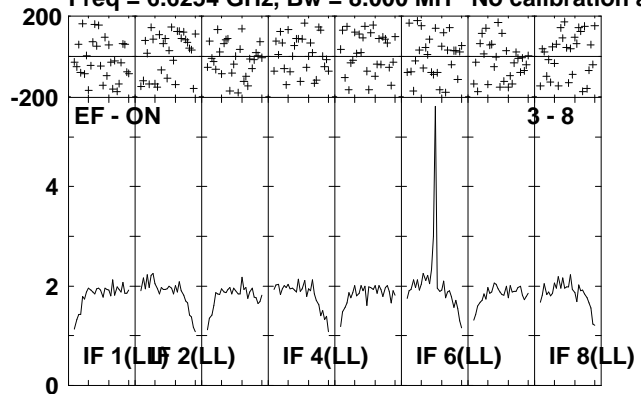 Freq = 6.6254 GHz, Bw = 8.000 MH No calibration a
200
-200
EF - ON 3 - 8
4
2
0
IF 1(LL) IF 2(LL) IF 4(LL) IF 6(LL) IF 8(LL)